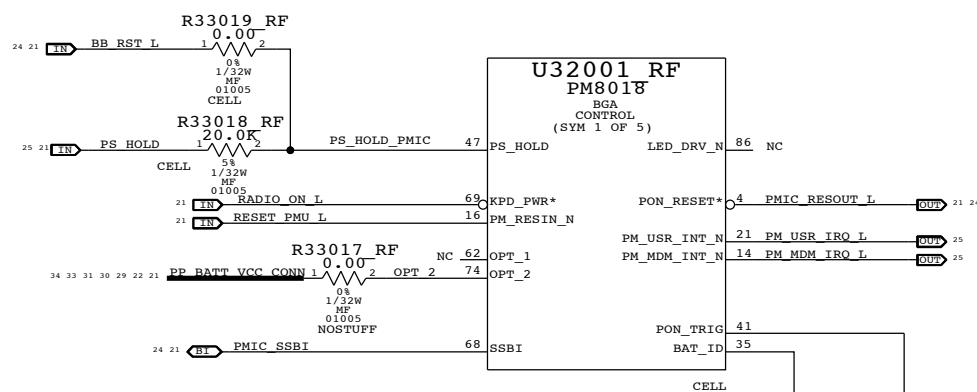 R33019_RF
0.00
24 21 IN BB_RST_L 1 2
0%
1/32W
MF
01005
CELL
U32001_RF
PM8018
BGA
CONTROL
(SYM 1 OF 5)
R33018_RF
20.0K
25 21 IN PS_HOLD 1 2 PS_HOLD_PMIC 47 PS_HOLD LED_DRV_N 86 NC
CELL 5%
1/32W
MF
01005
21 IN RADIO_ON_L 69 KPD_PWR* PON_RESET* 4 PMIC_RESOUT_L OUT 21 24
21 IN RESET_PMU_L 16 PM_RESIN_N
PM_USR_INT_N 21 PM_USR_IRQ_L OUT 25
R33017_RF
NC 62 OPT_1 PM_MDM_INT_N 14 PM_MDM_IRQ_L OUT 25
0.00
34 33 31 30 29 22 21 PP_BATT_VCC_CONN 1 2 OPT_2 74 OPT_2
0%
1/32W
MF
01005
NOSTUFF
PON_TRIG 41
24 21 BI PMIC_SSBI 68 SSBI BAT_ID 35
CELL